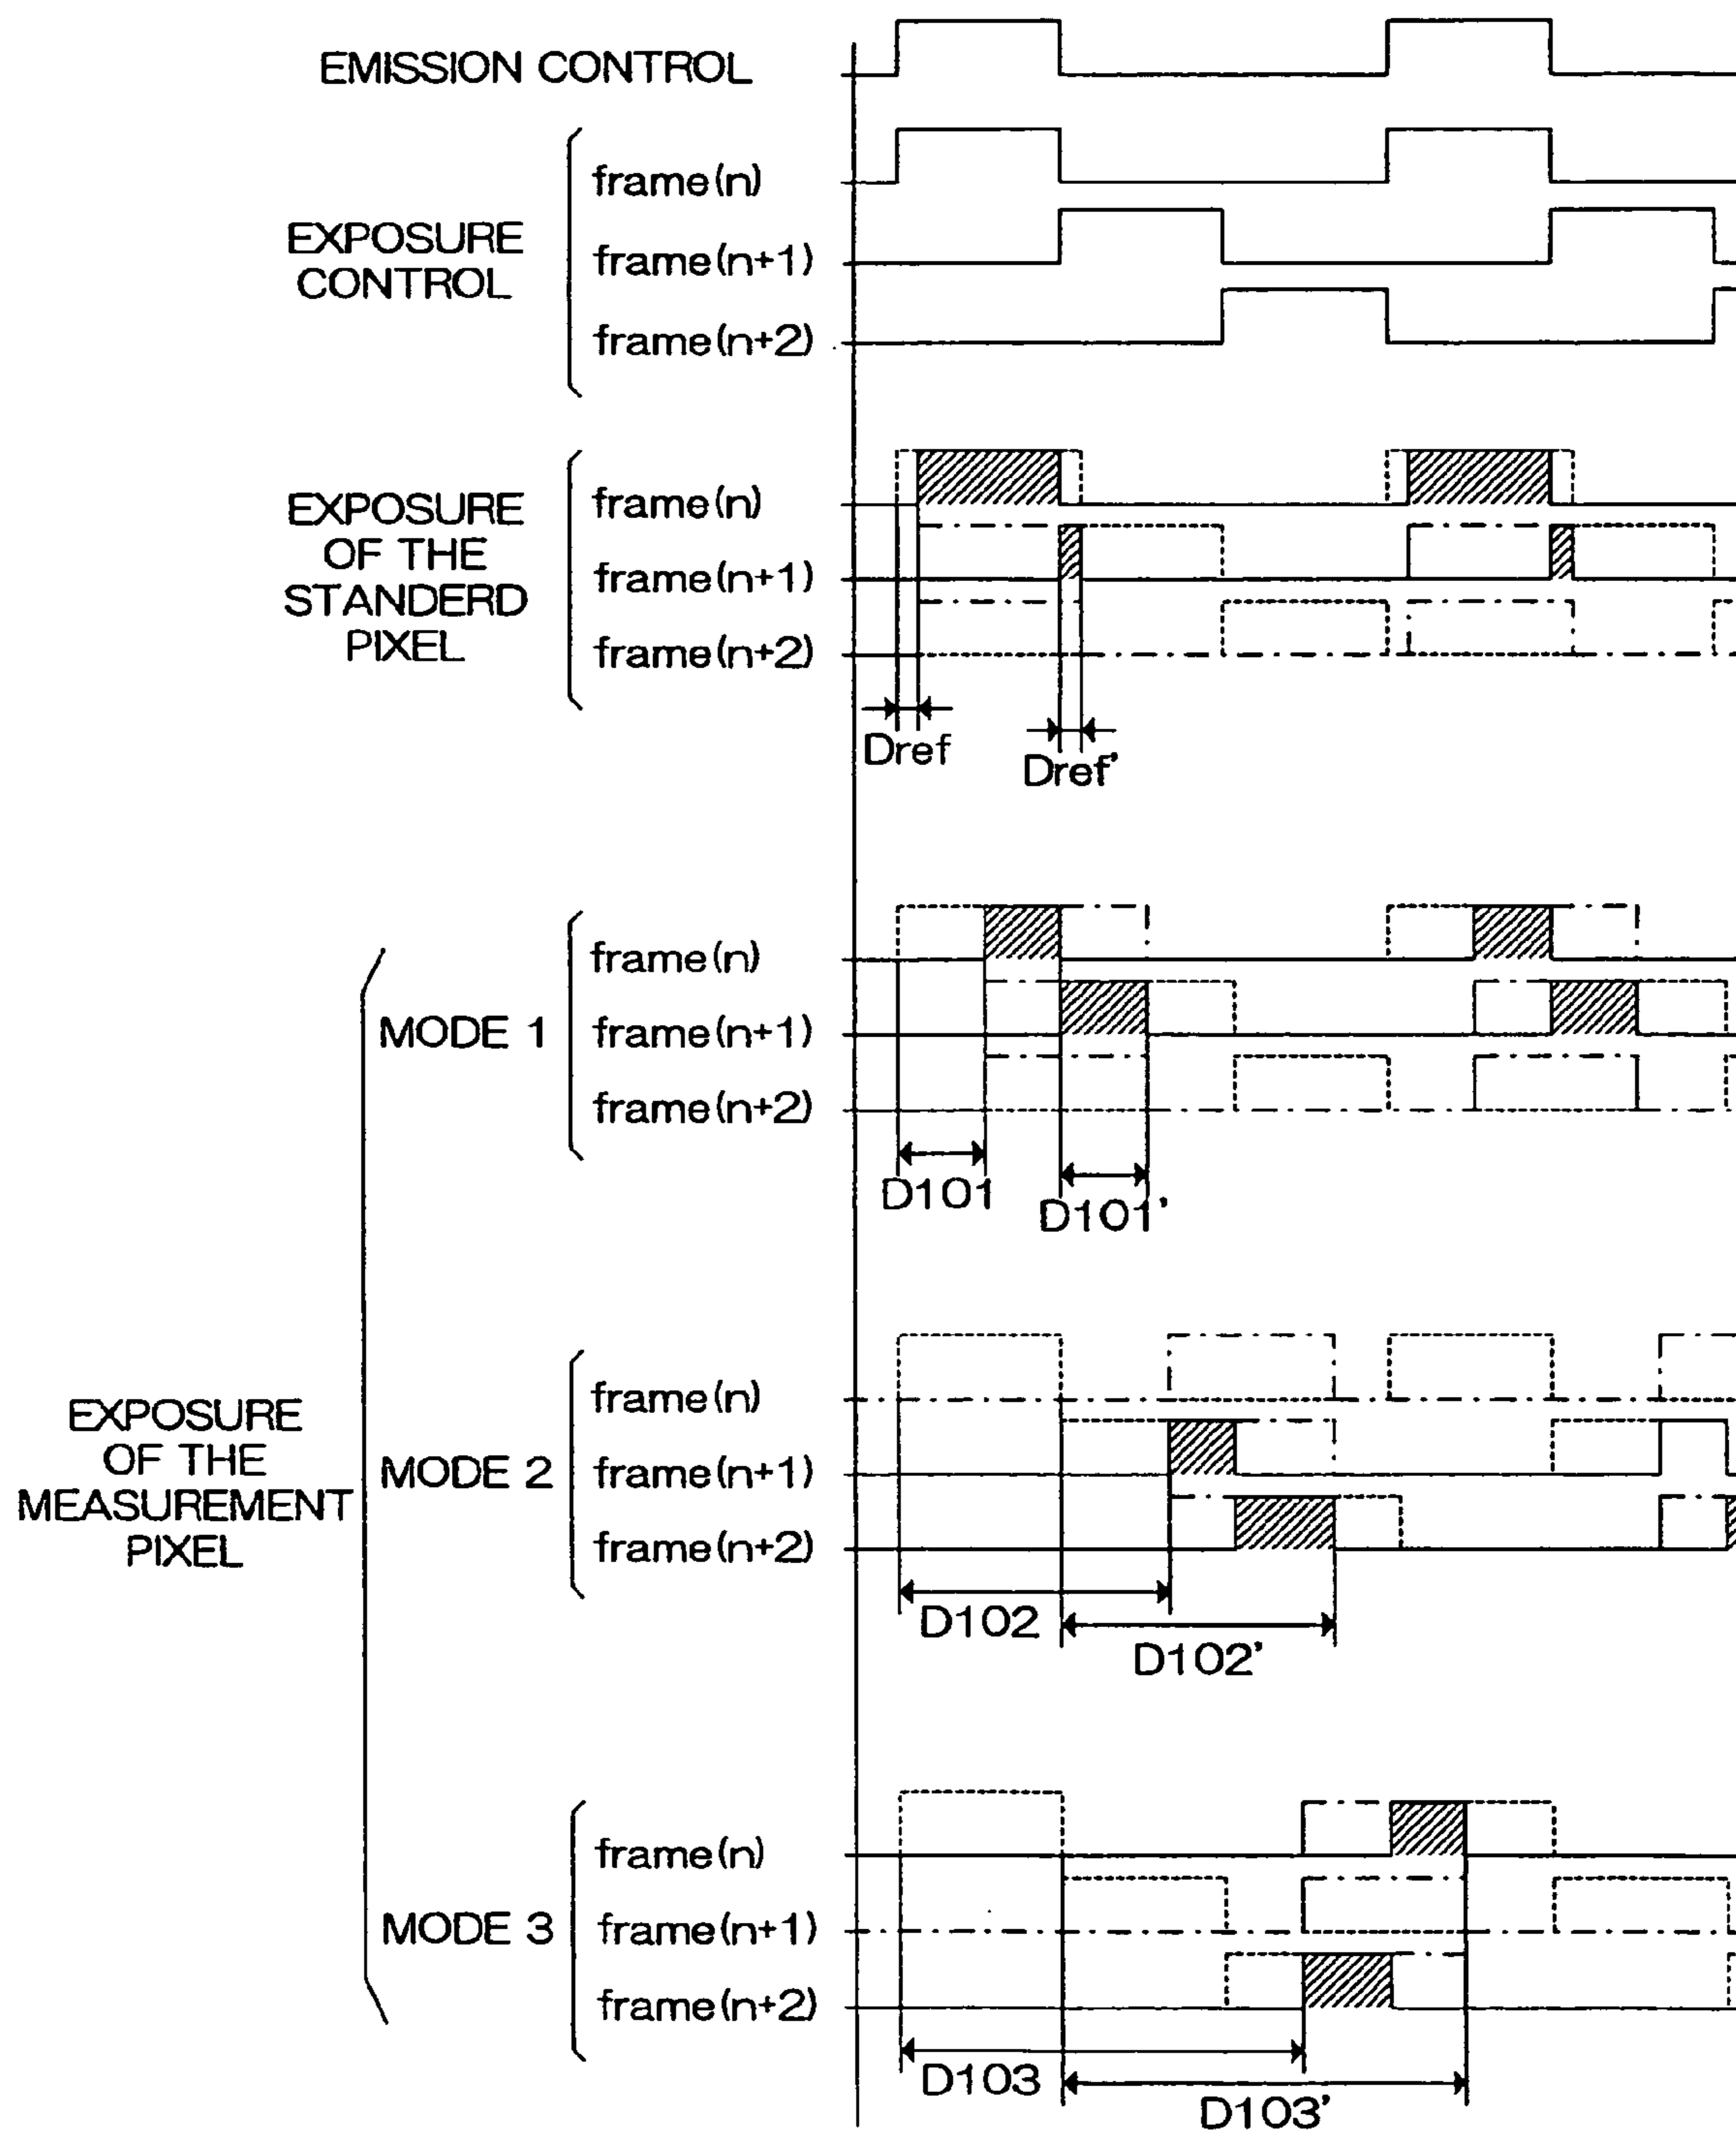 EMISSION CONTROL
EXPOSURE
CONTROL
frame(n)
frame(n+1)
frame(n+2)
EXPOSURE
OF THE
STANDERD
PIXEL
frame(n)
frame(n+1)
frame(n+2)
Dref
Dref'
EXPOSURE
OF THE
MEASUREMENT
PIXEL
MODE 1
frame(n)
frame(n+1)
frame(n+2)
D101
D101'
MODE 2
frame(n)
frame(n+1)
frame(n+2)
D102
D102'
MODE 3
frame(n)
frame(n+1)
frame(n+2)
D103
D103'